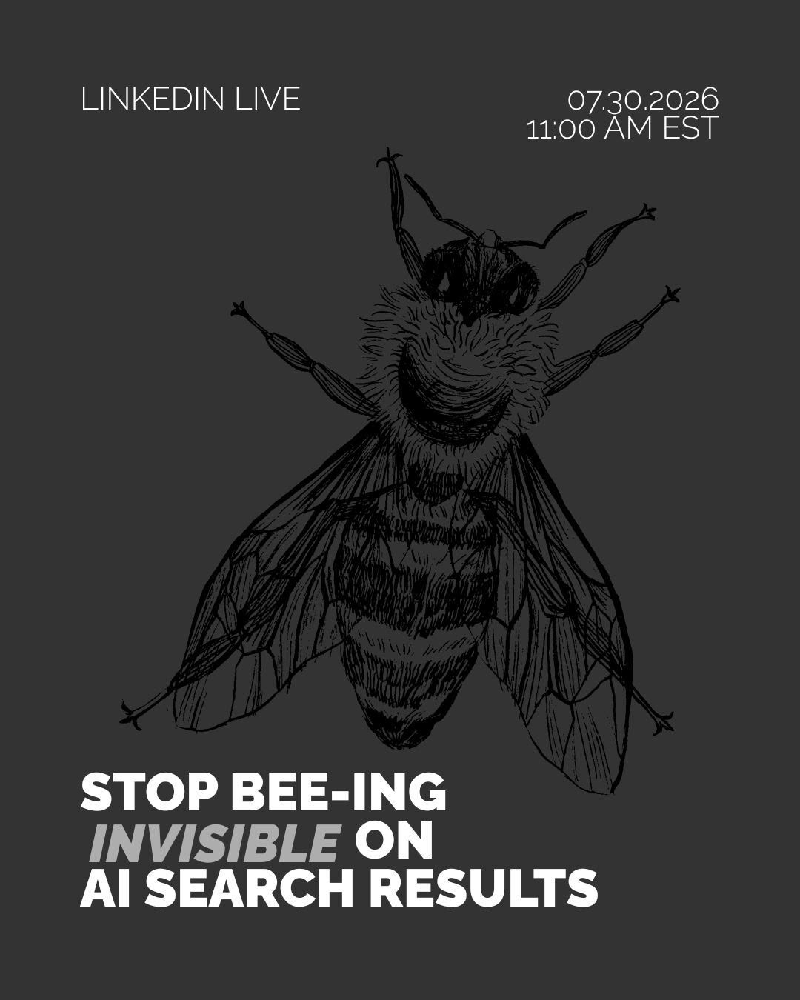 LINKEDIN LIVE
07.30.2026
11:00 AM EST
STOP BEE-ING
INVISIBLE ON
AI SEARCH RESULTS